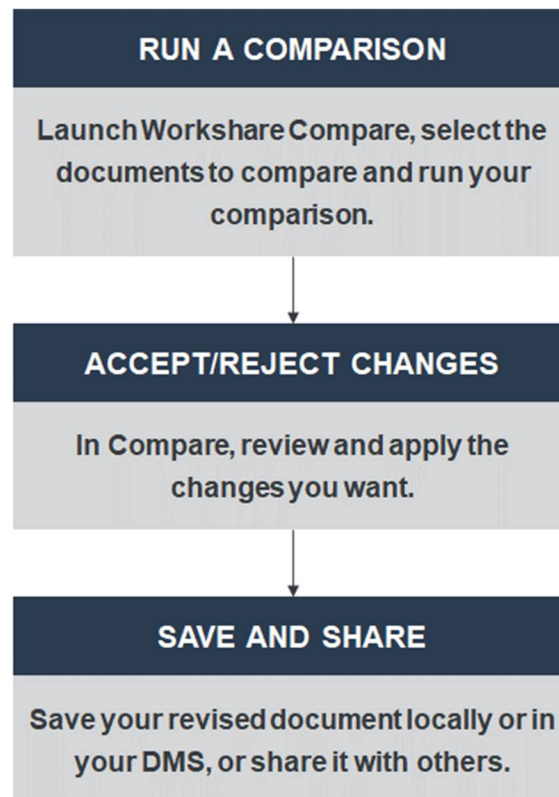 RUN A COMPARISON
Launch Workshare Compare, select the
documents to compare and run your
comparison.
ACCEPT/REJECT CHANGES
In Compare, review and apply the
changes you want.
SAVE AND SHARE
Save your revised document locally or in
your DMS, or share it with others.